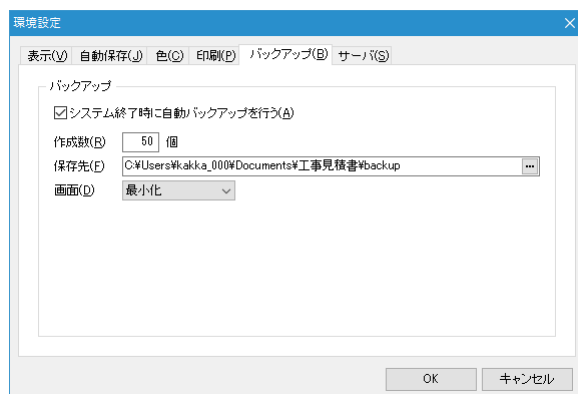 環境設定
表示(V) 自動保存(J) 色(C) 印刷(P) バックアップ(B) サーバ(S)
バックアップ
システム終了時に自動バックアップを行う(A)
作成数(R) 50 個
保存先(F) C:¥Users¥kakka_000¥Documents¥工事見積書¥backup ...
画面(D) 最小化
OK キャンセル